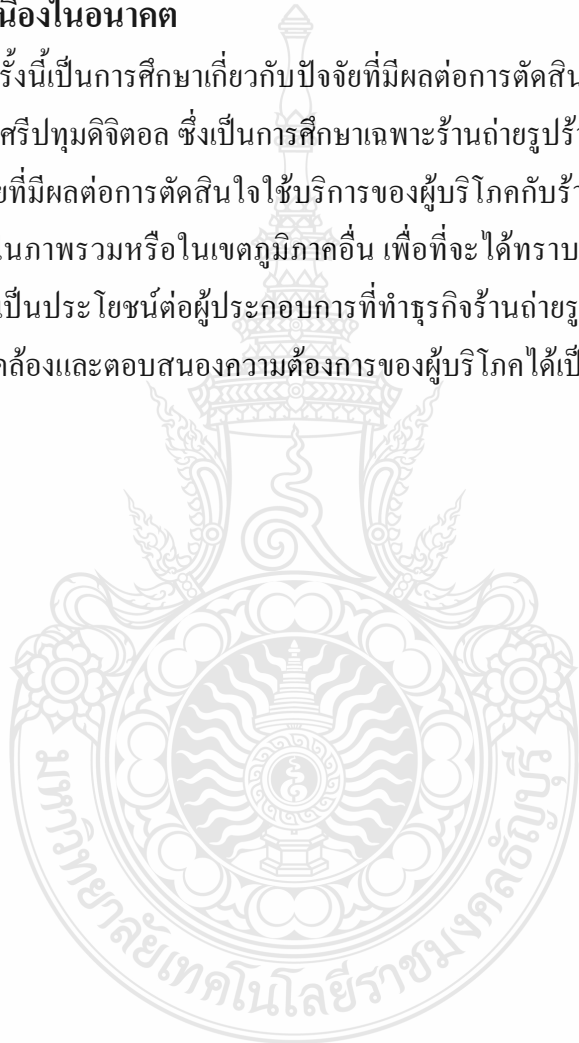 นื่องในอนาคต
รั้งนี้เป็นการศึกษาเกี่ยวกับปัจจัยที่มีผลต่อการตัดสิน
ศรีปทุมดิจิตอล ซึ่งเป็นการศึกษาเฉพาะร้านถ่ายรูปร้า
ยที่มีผลต่อการตัดสินใจใช้บริการของผู้บริโภคกับร้า
นภาพรวมหรือในเขตภูมิภาคอื่น เพื่อที่จะได้ทราบ
เป็นประโยชน์ต่อผู้ประกอบการที่ทำธุรกิจร้านถ่ายรู
คล้องและตอบสนองความต้องการของผู้บริโภคได้เป็
มหาวิทยาลัยเทคโนโลยีราชมงคลธัญบุรี